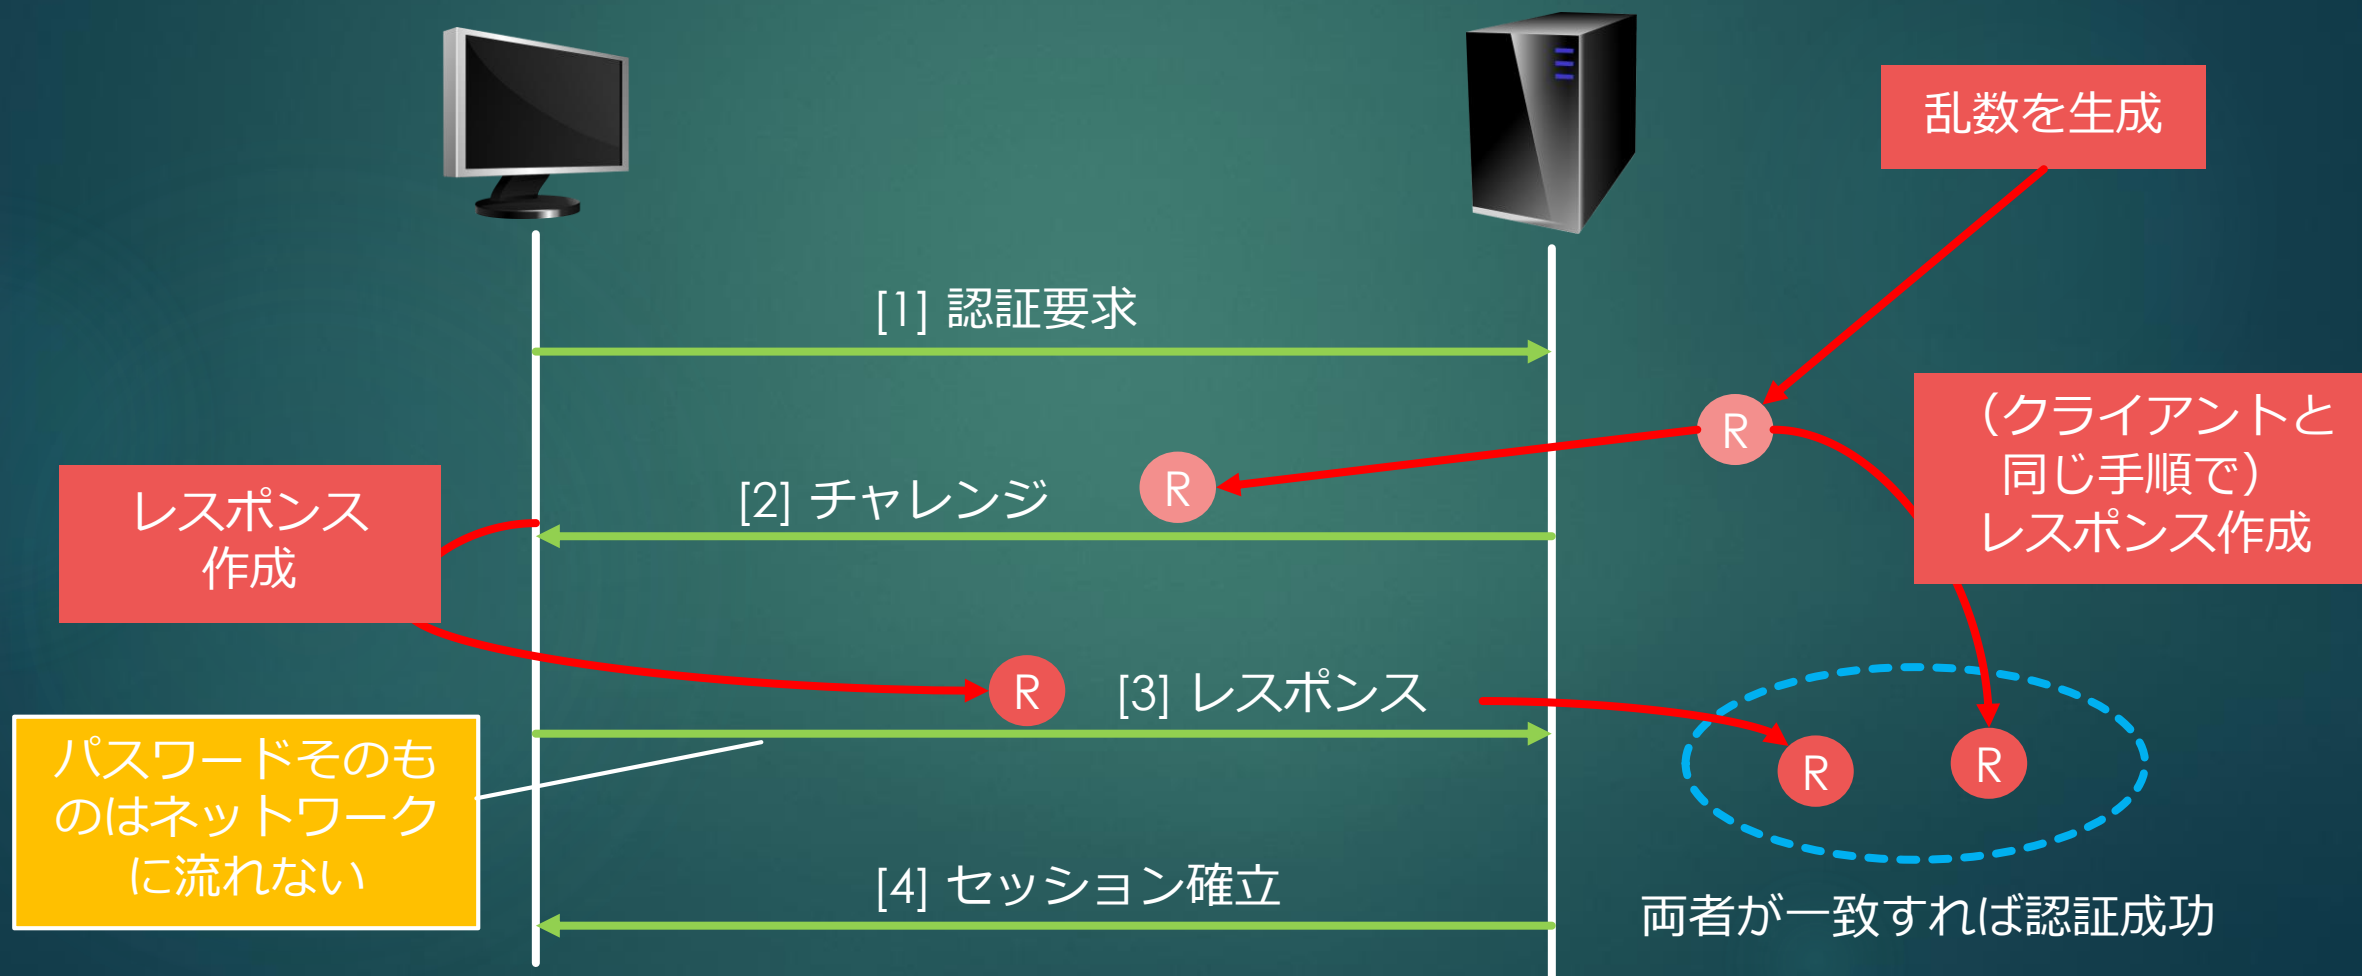 乱数を生成
[1] 認証要求
R
（クライアントと
同じ手順で）
レスポンス作成
[2] チャレンジ
R
レスポンス
作成
R
[3] レスポンス
R
R
パスワードそのも
のはネットワーク
に流れない
[4] セッション確立
両者が一致すれば認証成功